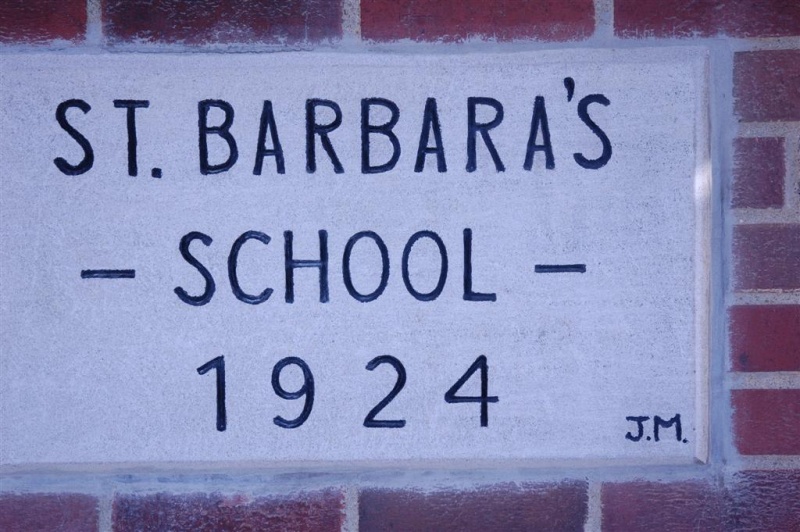 ST. BARBARA'S
— SCHOOL —
1924
J.M.